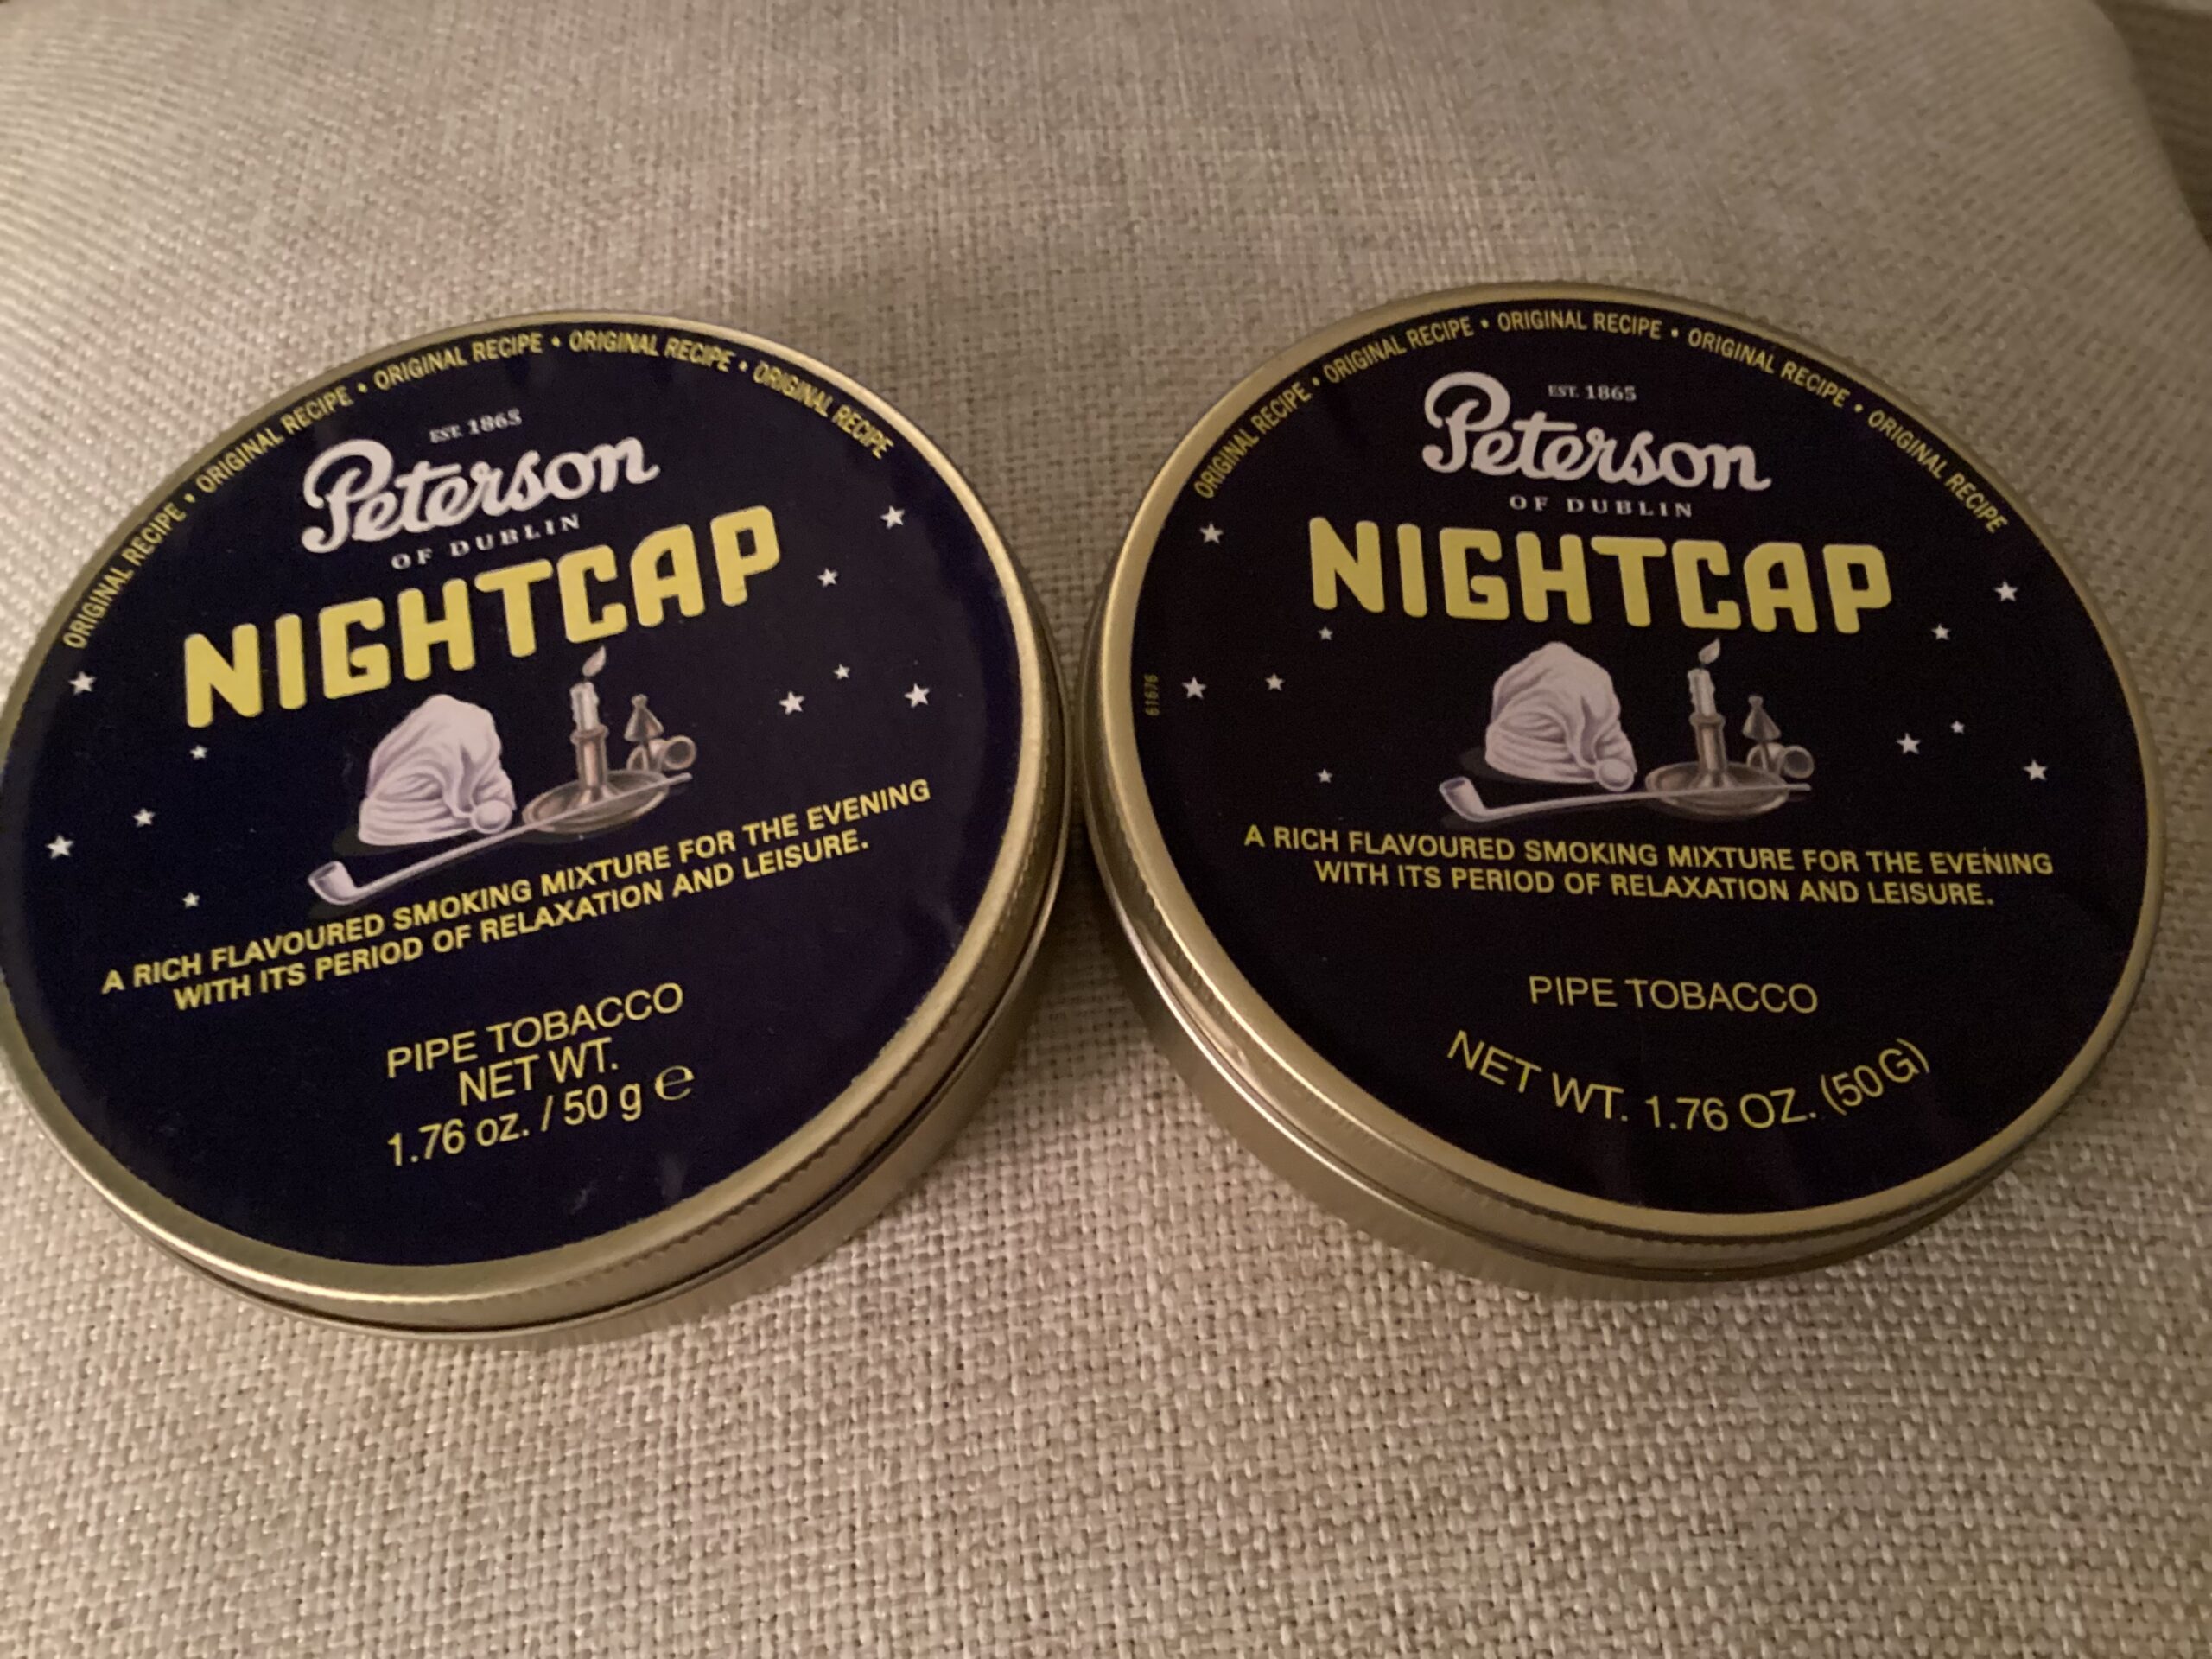 ORIGINAL RECIPE • ORIGINAL RECIPE • ORIGINAL RECIPE • ORIGINAL RECIPE • ORIGINAL RECIPE
EST. 1865
Peterson
OF DUBLIN
NIGHTCAP
A RICH FLAVOURED SMOKING MIXTURE FOR THE EVENING
WITH ITS PERIOD OF RELAXATION AND LEISURE.
PIPE TOBACCO
NET WT.
1.76 oz. / 50 g ℮
ORIGINAL RECIPE • ORIGINAL RECIPE • ORIGINAL RECIPE • ORIGINAL RECIPE • ORIGINAL RECIPE
EST. 1865
Peterson
OF DUBLIN
NIGHTCAP
61676
A RICH FLAVOURED SMOKING MIXTURE FOR THE EVENING
WITH ITS PERIOD OF RELAXATION AND LEISURE.
PIPE TOBACCO
NET WT. 1.76 OZ. (50 G)